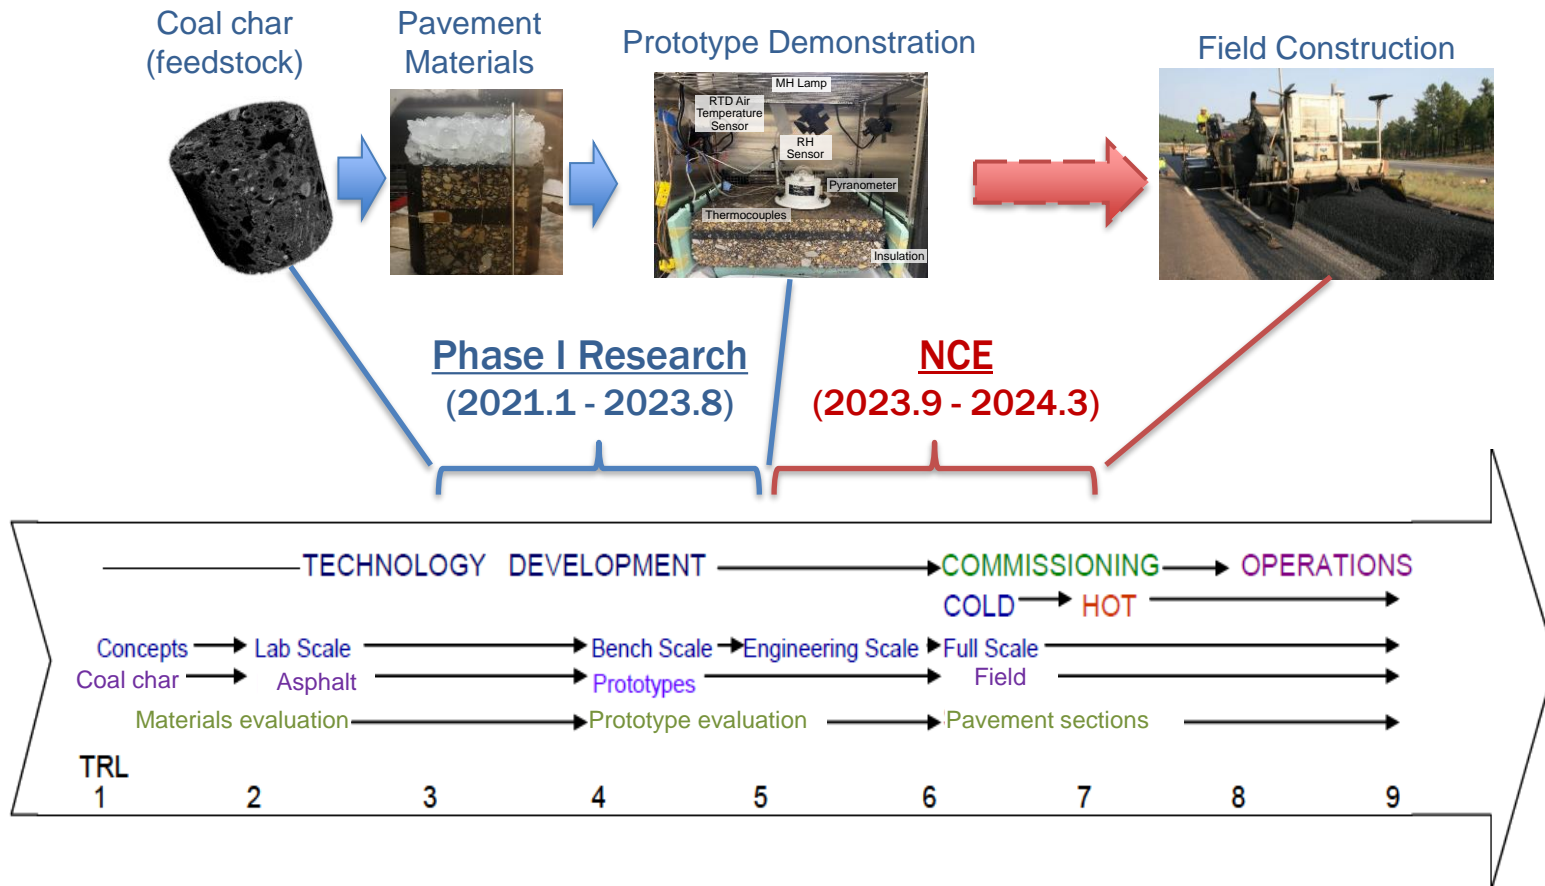 Coal char
(feedstock)
Pavement
Materials
Prototype Demonstration
Field Construction
MH Lamp
RTD Air
Temperature
Sensor
RH
Sensor
Pyranometer
Thermocouples
Insulation
Phase I Research
(2021.1 - 2023.8)
NCE
(2023.9 - 2024.3)
TECHNOLOGY DEVELOPMENT COMMISSIONING OPERATIONS
COLD HOT
Concepts Lab Scale Bench Scale Engineering Scale Full Scale
Coal char Asphalt Prototypes Field
Materials evaluation Prototype evaluation Pavement sections
TRL
1 2 3 4 5 6 7 8 9